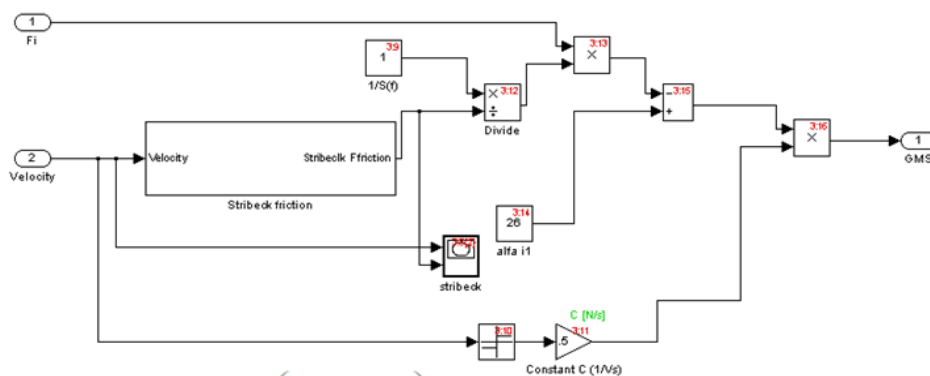 1
Fi
3:9
1
1/S(f)
3:12
×
÷
Divide
3:13
×
3:15
−
+
3:16
×
1
GMS
2
Velocity
Velocity
Stribeclk Ffriction
Stribeck friction
3:14
26
alfa i1
stribeck
3:10
C [N/s]
3:11
.5
Constant C (1/Vs)